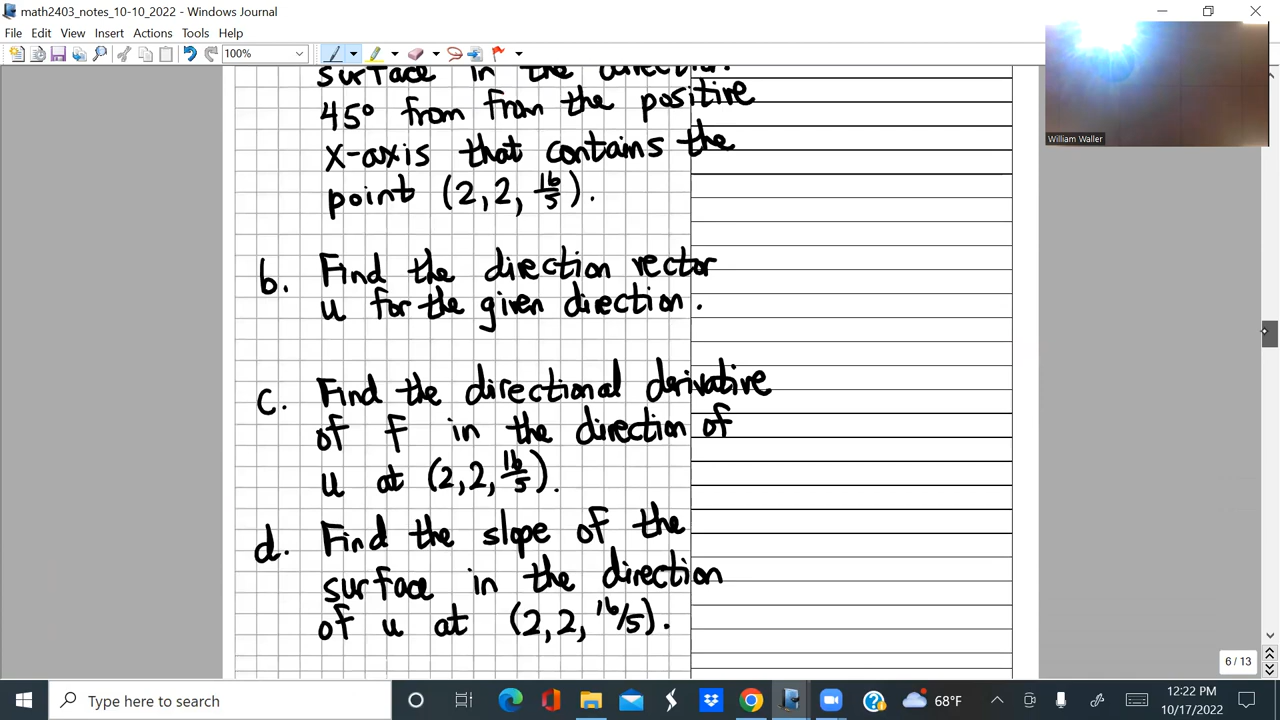 math2403_notes_10-10_2022 - Windows Journal
File Edit View Insert Actions Tools Help
100%
William Waller
surface in the direction
45° from from the positive
x-axis that contains the
point (2, 2, 16/5).
b. Find the direction vector
u for the given direction.
c. Find the directional derivative
of f in the direction of
u at (2, 2, 16/5).
d. Find the slope of the
surface in the direction
of u at (2, 2, 16/5).
6 / 13
Type here to search
68°F
12:22 PM
10/17/2022